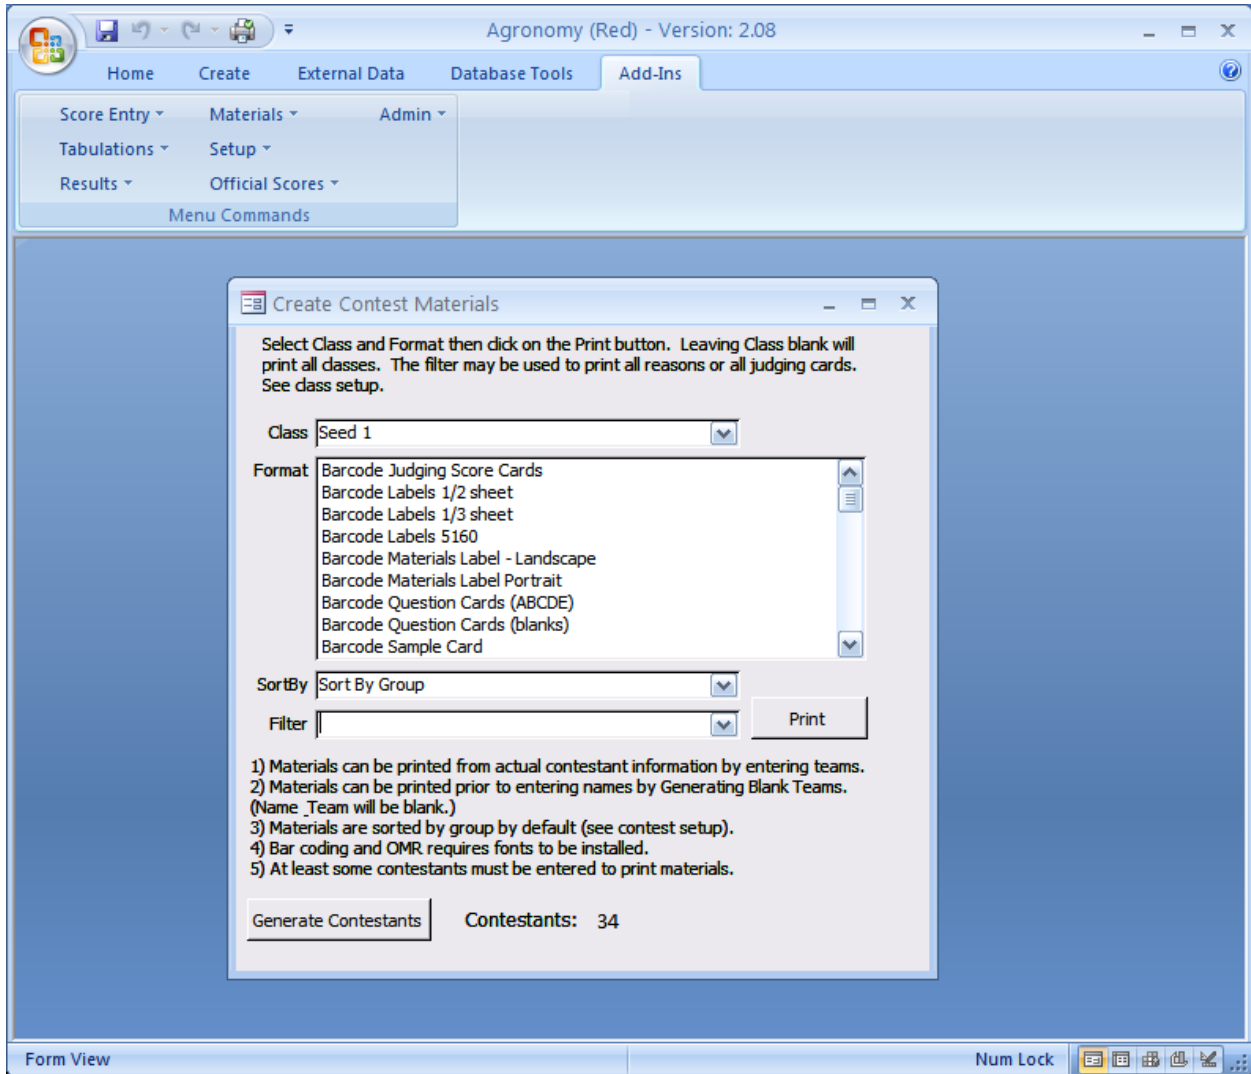 Agronomy (Red) - Version: 2.08
Home Create External Data Database Tools Add-Ins
Score Entry Materials Admin
Tabulations Setup
Results Official Scores
Menu Commands
Create Contest Materials
Select Class and Format then click on the Print button. Leaving Class blank will
print all classes. The filter may be used to print all reasons or all judging cards.
See class setup.
Class Seed 1
Format Barcode Judging Score Cards
Barcode Labels 1/2 sheet
Barcode Labels 1/3 sheet
Barcode Labels 5160
Barcode Materials Label - Landscape
Barcode Materials Label Portrait
Barcode Question Cards (ABCDE)
Barcode Question Cards (blanks)
Barcode Sample Card
SortBy Sort By Group
Filter
Print
1) Materials can be printed from actual contestant information by entering teams.
2) Materials can be printed prior to entering names by Generating Blank Teams.
(Name_Team will be blank.)
3) Materials are sorted by group by default (see contest setup).
4) Bar coding and OMR requires fonts to be installed.
5) At least some contestants must be entered to print materials.
Generate Contestants Contestants: 34
Form View Num Lock